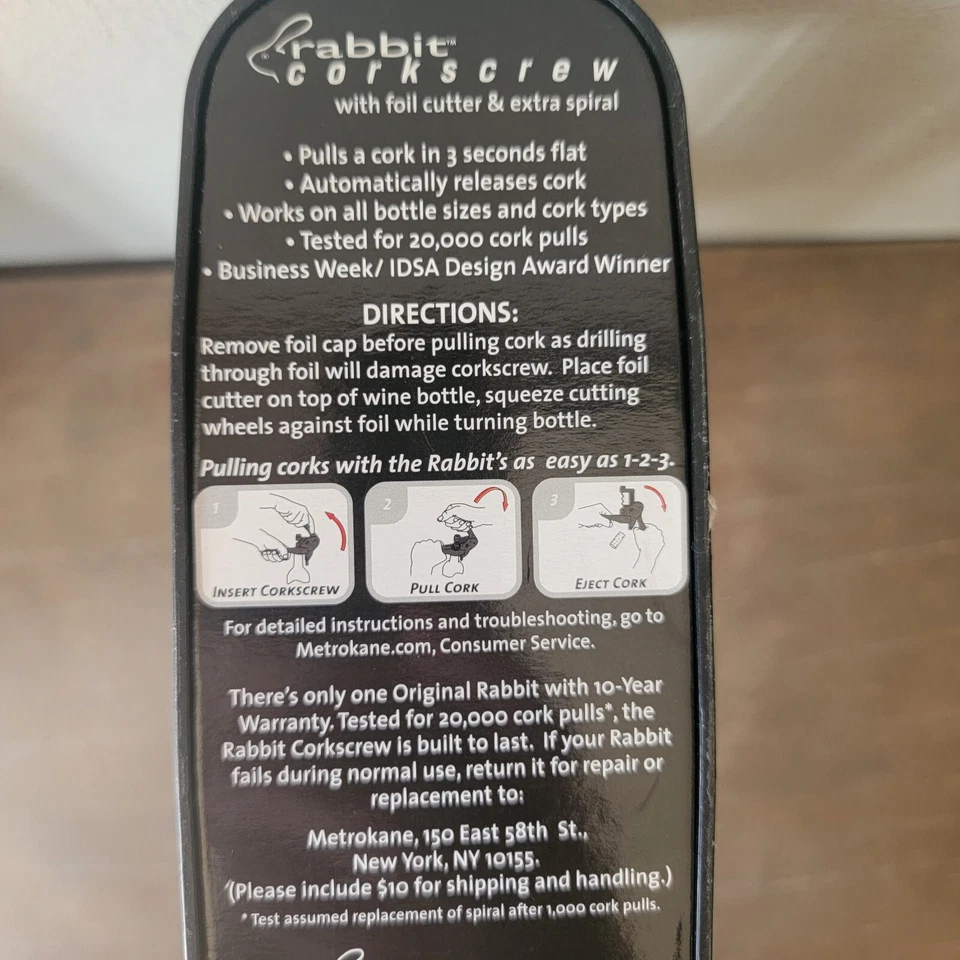 rabbit™
corkscrew
with foil cutter & extra spiral
• Pulls a cork in 3 seconds flat
• Automatically releases cork
• Works on all bottle sizes and cork types
• Tested for 20,000 cork pulls
• Business Week/ IDSA Design Award Winner
DIRECTIONS:
Remove foil cap before pulling cork as drilling
through foil will damage corkscrew. Place foil
cutter on top of wine bottle, squeeze cutting
wheels against foil while turning bottle.
Pulling corks with the Rabbit's as easy as 1-2-3.
1
INSERT CORKSCREW
2
PULL CORK
3
EJECT CORK
For detailed instructions and troubleshooting, go to
Metrokane.com, Consumer Service.
There's only one Original Rabbit with 10-Year
Warranty. Tested for 20,000 cork pulls*, the
Rabbit Corkscrew is built to last. If your Rabbit
fails during normal use, return it for repair or
replacement to:
Metrokane, 150 East 58th St.,
New York, NY 10155.
(Please include $10 for shipping and handling.)
* Test assumed replacement of spiral after 1,000 cork pulls.